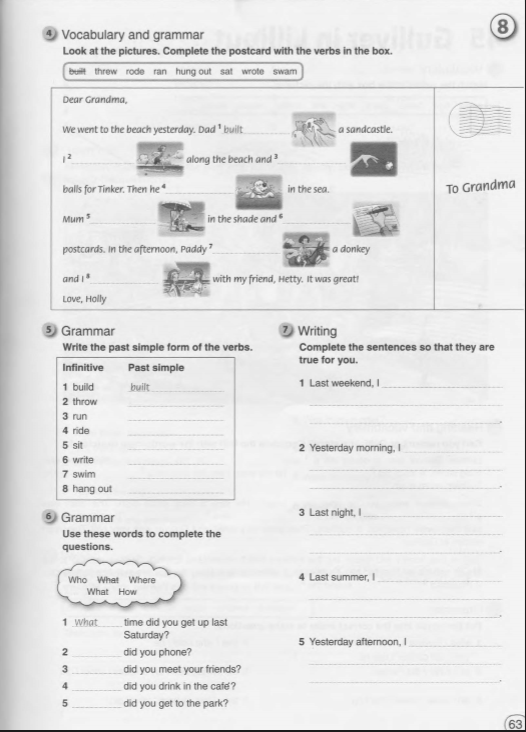 8
4 Vocabulary and grammar
Look at the pictures. Complete the postcard with the verbs in the box.
built threw rode ran hung out sat wrote swam
Dear Grandma,
We went to the beach yesterday. Dad 1 built a sandcastle.
I 2 along the beach and 3
balls for Tinker. Then he 4 in the sea.
Mum 5 in the shade and 6
postcards. In the afternoon, Paddy 7 a donkey
and I 8 with my friend, Hetty. It was great!
Love, Holly
To Grandma
5 Grammar
Write the past simple form of the verbs.
Infinitive Past simple
1 build built
2 throw
3 run
4 ride
5 sit
6 write
7 swim
8 hang out
6 Grammar
Use these words to complete the
questions.
Who What Where
What How
1 What time did you get up last
Saturday?
2 did you phone?
3 did you meet your friends?
4 did you drink in the café?
5 did you get to the park?
7 Writing
Complete the sentences so that they are
true for you.
1 Last weekend, I
2 Yesterday morning, I
.
3 Last night, I
.
4 Last summer, I
.
5 Yesterday afternoon, I
.
63